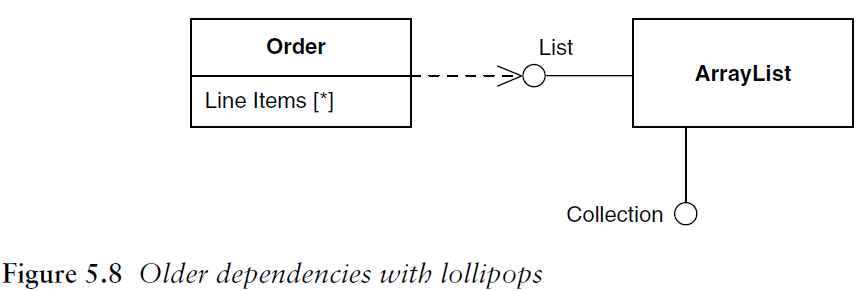 Order
Line Items [*]
List
ArrayList
Collection
Figure 5.8 Older dependencies with lollipops